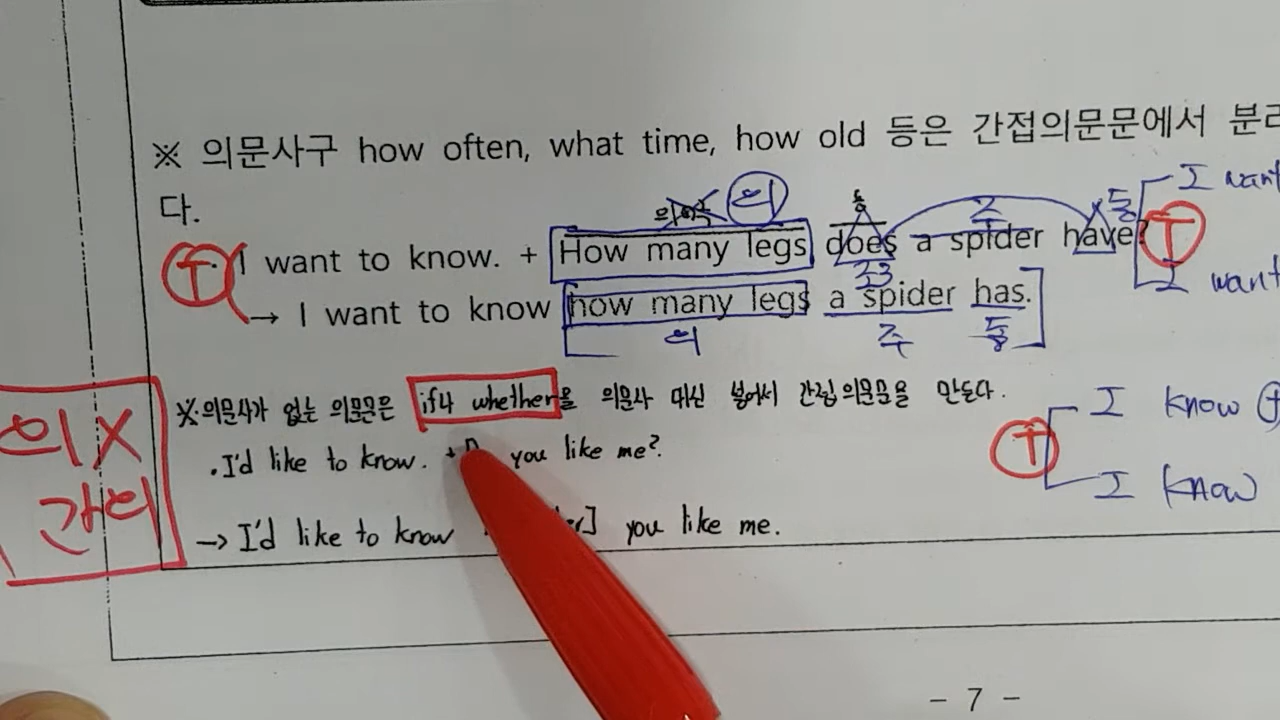 ※ 의문사구 how often, what time, how old 등은 간접의문문에서 분리
다.
의
동
조
동
I want
T
I want to know. + How many legs does a spider have?
T
→ I want to know how many legs a spider has.
I want
의
주
동
※.의문사가 없는 의문문은 if나 whether을 의문사 대신 붙여서 간접의문문을 만든다.
의X
간의
.I'd like to know. + you like me?
→ I'd like to know you like me.
T
I know +
I know
- 7 -